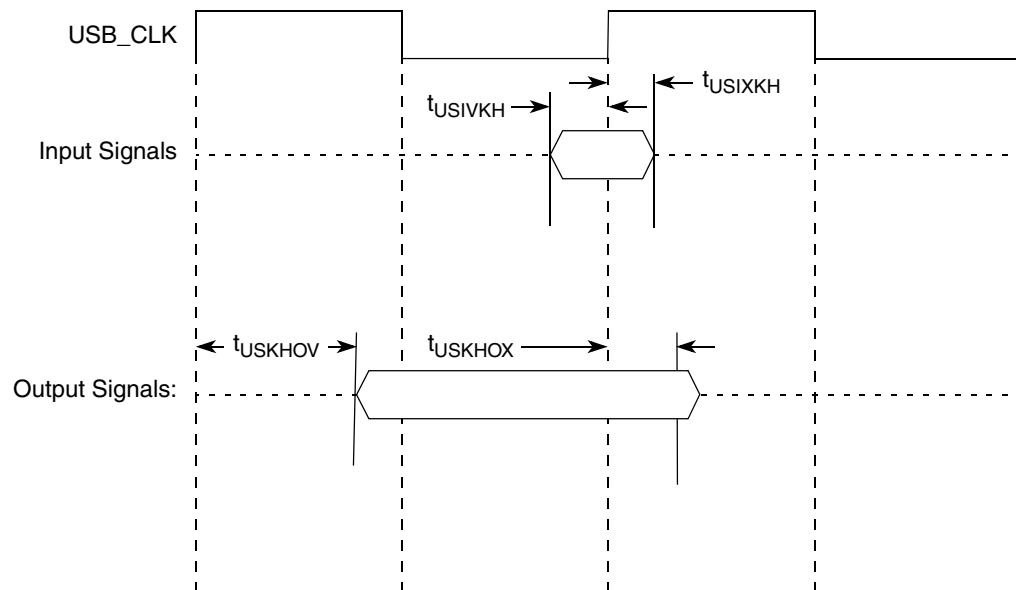 USB_CLK
tUSIXKH
tUSIVKH
Input Signals
tUSKHOV
tUSKHOX
Output Signals: